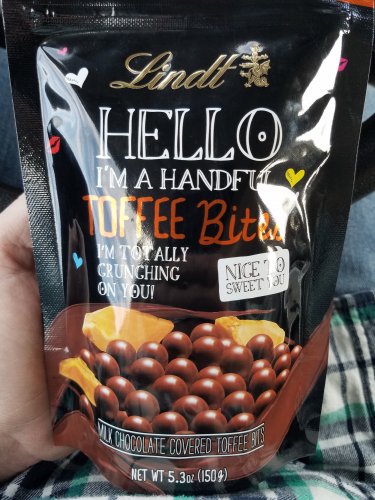 Lindt
HELLO
I'M A HANDFUL
TOFFEE Bites
I'M TOTALLY
CRUNCHING
ON YOU!
NICE TO
SWEET YOU
MILK CHOCOLATE COVERED TOFFEE BITS
NET WT 5.3oz (150g)